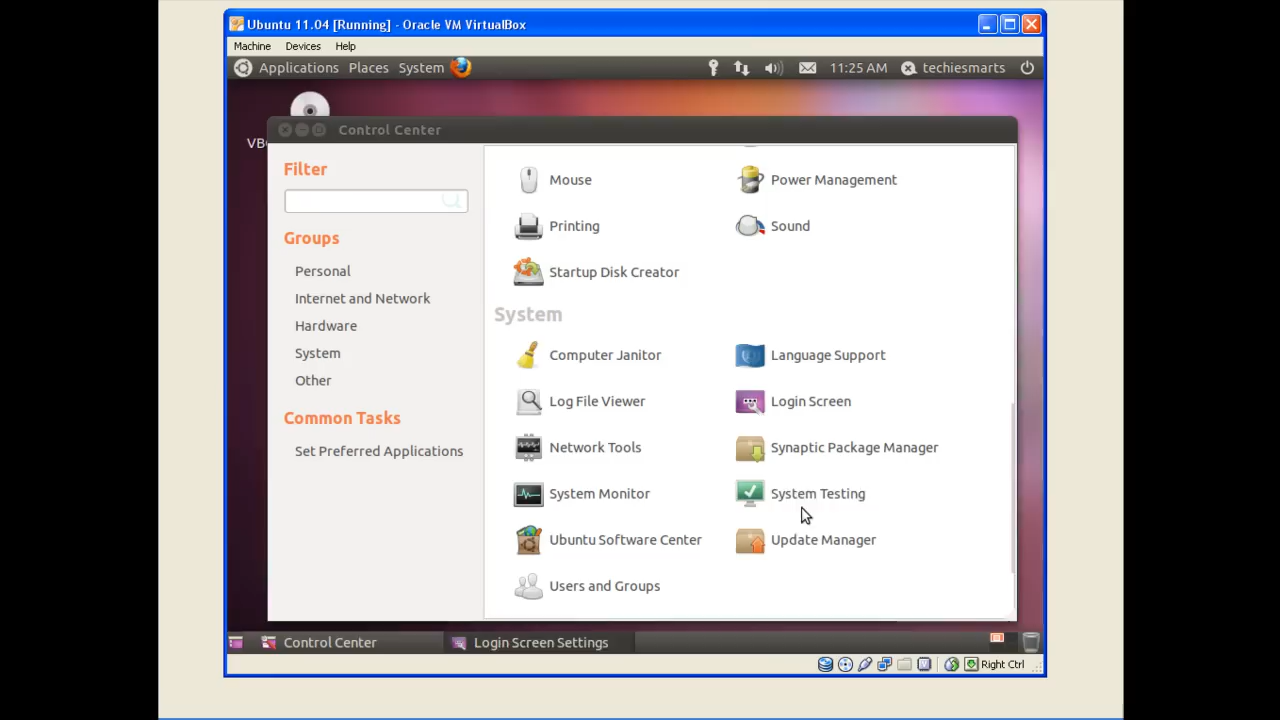 Ubuntu 11.04 [Running] - Oracle VM VirtualBox
Machine Devices Help
Applications Places System 11:25 AM techiesmarts
Control Center
Filter
Groups
Personal
Internet and Network
Hardware
System
Other
Common Tasks
Set Preferred Applications
Mouse Power Management
Printing Sound
Startup Disk Creator
System
Computer Janitor Language Support
Log File Viewer Login Screen
Network Tools Synaptic Package Manager
System Monitor System Testing
Ubuntu Software Center Update Manager
Users and Groups
Control Center Login Screen Settings
Right Ctrl